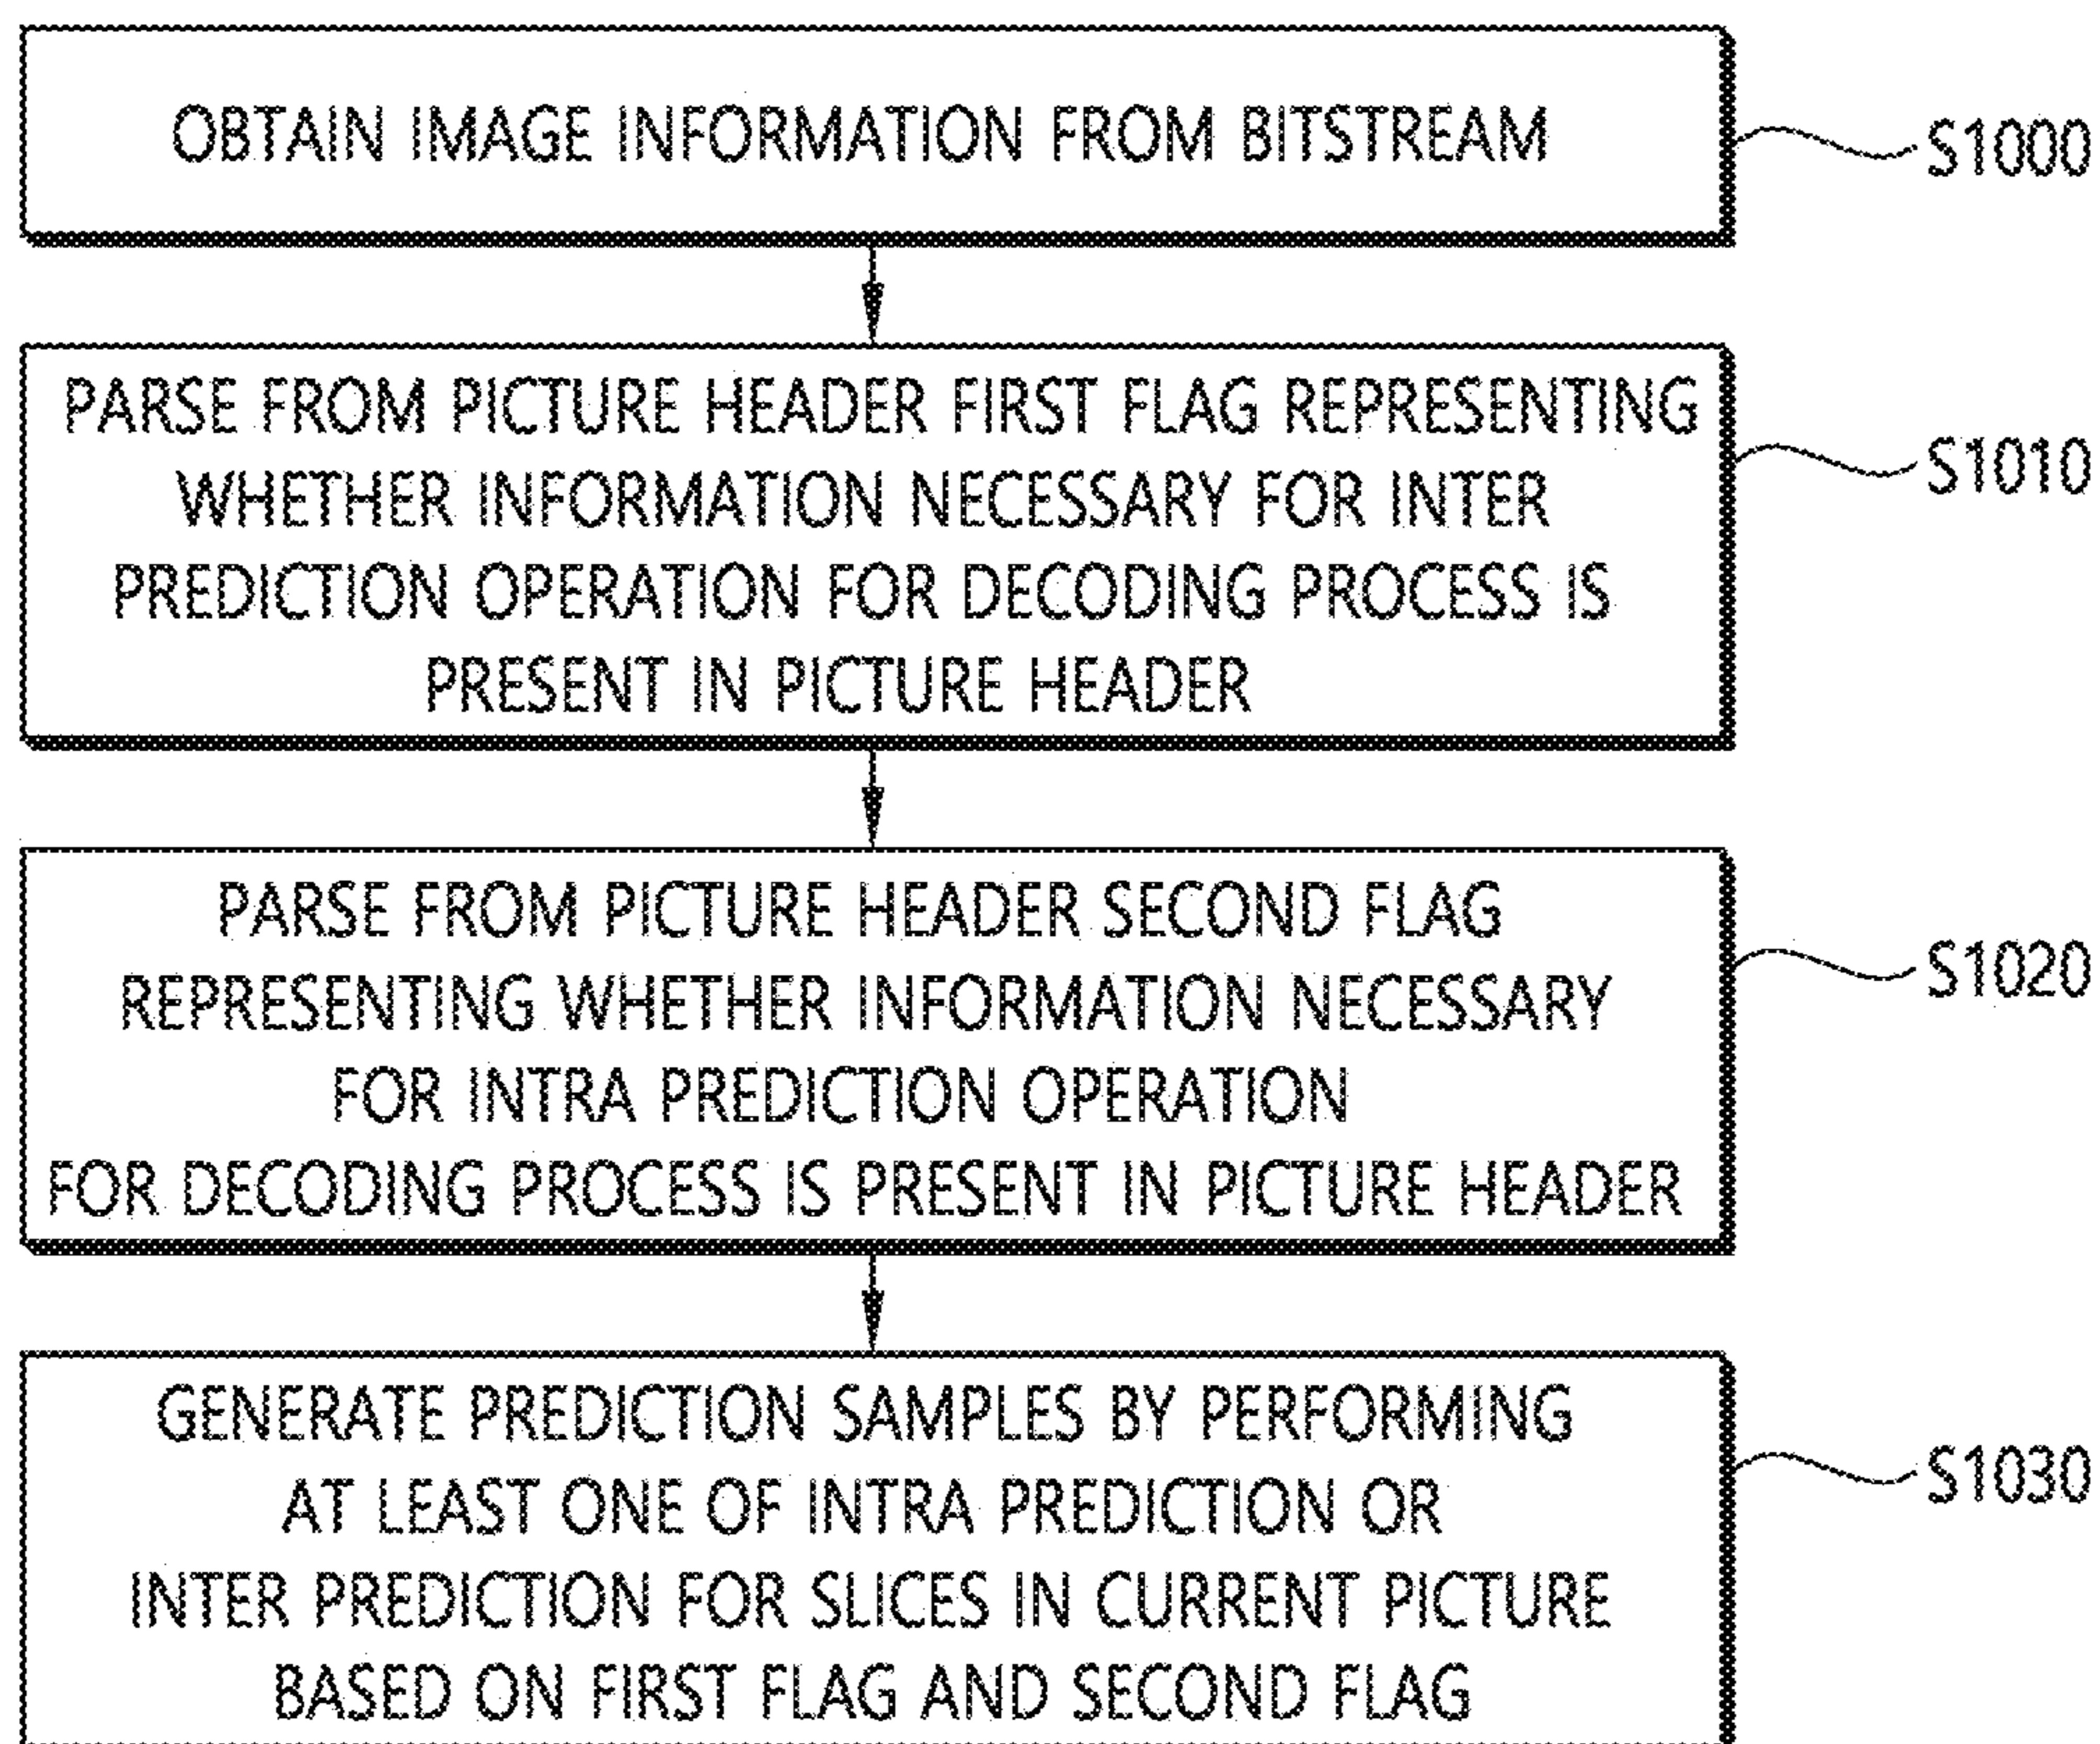 OBTAIN IMAGE INFORMATION FROM BITSTREAM
S1000
PARSE FROM PICTURE HEADER FIRST FLAG REPRESENTING
WHETHER INFORMATION NECESSARY FOR INTER
PREDICTION OPERATION FOR DECODING PROCESS IS
PRESENT IN PICTURE HEADER
S1010
PARSE FROM PICTURE HEADER SECOND FLAG
REPRESENTING WHETHER INFORMATION NECESSARY
FOR INTRA PREDICTION OPERATION
FOR DECODING PROCESS IS PRESENT IN PICTURE HEADER
S1020
GENERATE PREDICTION SAMPLES BY PERFORMING
AT LEAST ONE OF INTRA PREDICTION OR
INTER PREDICTION FOR SLICES IN CURRENT PICTURE
BASED ON FIRST FLAG AND SECOND FLAG
S1030